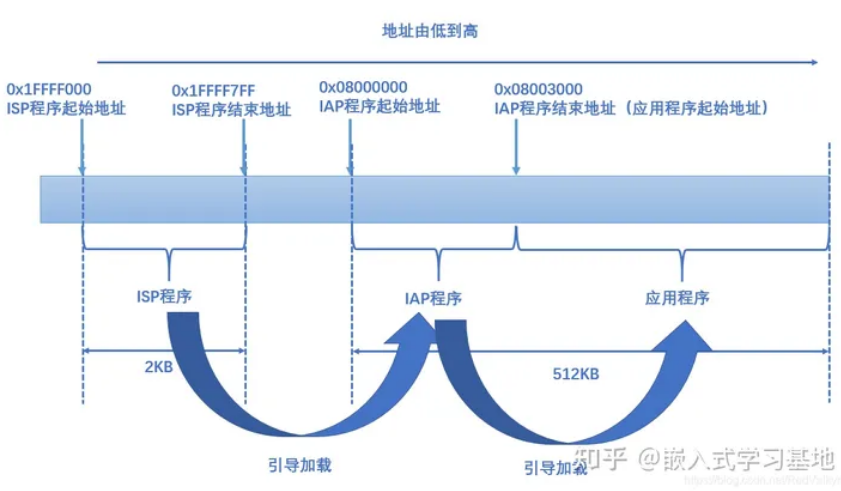 地址由低到高
0x1FFFF000
ISP程序起始地址
0x1FFFF7FF
ISP程序结束地址
0x08000000
IAP程序起始地址
0x08003000
IAP程序结束地址（应用程序起始地址）
ISP程序
IAP程序
应用程序
2KB
512KB
引导加载
引导加载
知乎 @嵌入式学习基地